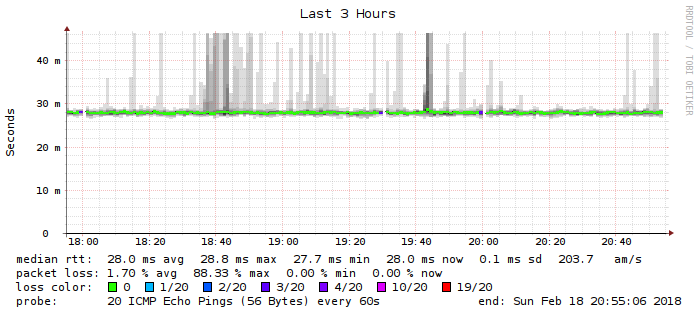 Last 3 Hours
RRDTOOL / TOBI OETIKER
Seconds
40 m
30 m
20 m
10 m
0
18:00 18:20 18:40 19:00 19:20 19:40 20:00 20:20 20:40
median rtt: 28.0 ms avg 28.8 ms max 27.7 ms min 28.0 ms now 0.1 ms sd 203.7 am/s
packet loss: 1.70 % avg 88.33 % max 0.00 % min 0.00 % now
loss color: 0 1/20 2/20 3/20 4/20 10/20 19/20
probe: 20 ICMP Echo Pings (56 Bytes) every 60s end: Sun Feb 18 20:55:06 2018